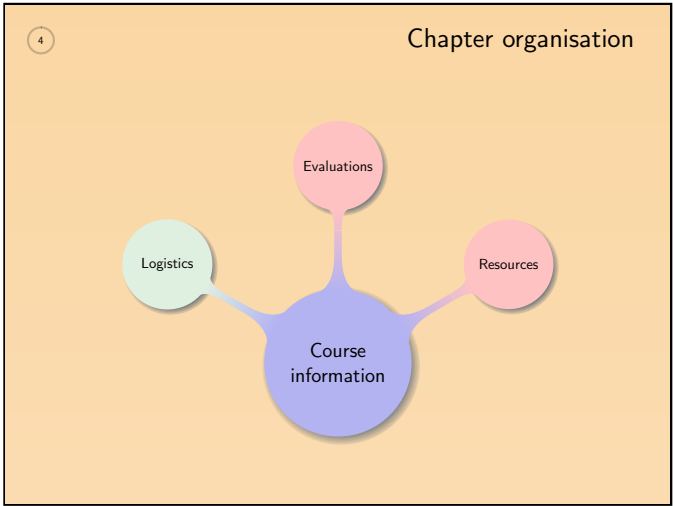 4
Chapter organisation
Evaluations
Logistics
Resources
Course
information